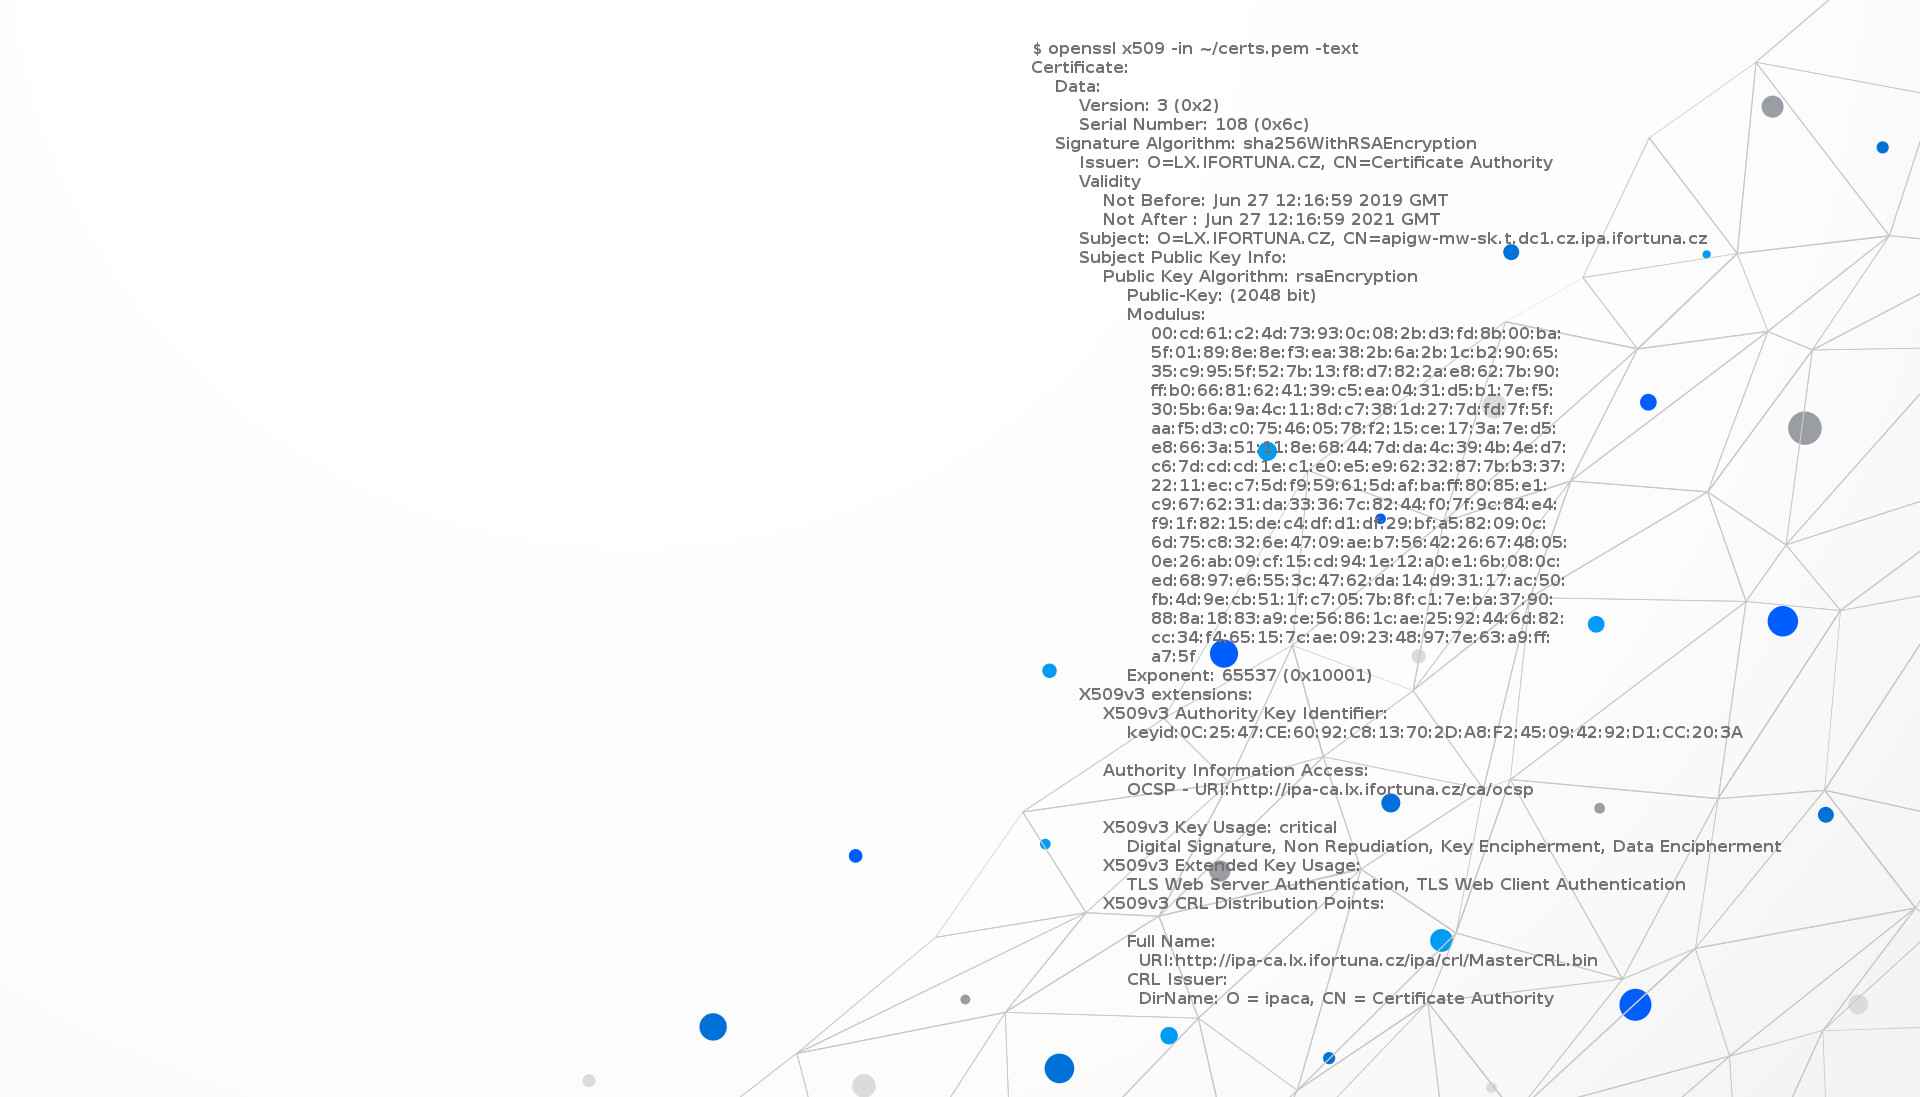 $ openssl x509 -in ~/certs.pem -text
Certificate:
Data:
Version: 3 (0x2)
Serial Number: 108 (0x6c)
Signature Algorithm: sha256WithRSAEncryption
Issuer: O=LX.IFORTUNA.CZ, CN=Certificate Authority
Validity
Not Before: Jun 27 12:16:59 2019 GMT
Not After : Jun 27 12:16:59 2021 GMT
Subject: O=LX.IFORTUNA.CZ, CN=apigw-mw-sk.t.dc1.cz.ipa.ifortuna.cz
Subject Public Key Info:
Public Key Algorithm: rsaEncryption
Public-Key: (2048 bit)
Modulus:
00:cd:61:c2:4d:73:93:0c:08:2b:d3:fd:8b:00:ba:
5f:01:89:8e:8e:f3:ea:38:2b:6a:2b:1c:b2:90:65:
35:c9:95:5f:52:7b:13:f8:d7:82:2a:e8:62:7b:90:
ff:b0:66:81:62:41:39:c5:ea:04:31:d5:b1:7e:f5:
30:5b:6a:9a:4c:11:8d:c7:38:1d:27:7d:fd:7f:5f:
aa:f5:d3:c0:75:46:05:78:f2:15:ce:17:3a:7e:d5:
e8:66:3a:51:11:8e:68:44:7d:da:4c:39:4b:4e:d7:
c6:7d:cd:cd:1e:c1:e0:e5:e9:62:32:87:7b:b3:37:
22:11:ec:c7:5d:f9:59:61:5d:af:ba:ff:80:85:e1:
c9:67:62:31:da:33:36:7c:82:44:f0:7f:9c:84:e4:
f9:1f:82:15:de:c4:df:d1:df:29:bf:a5:82:09:0c:
6d:75:c8:32:6e:47:09:ae:b7:56:42:26:67:48:05:
0e:26:ab:09:cf:15:cd:94:1e:12:a0:e1:6b:08:0c:
ed:68:97:e6:55:3c:47:62:da:14:d9:31:17:ac:50:
fb:4d:9e:cb:51:1f:c7:05:7b:8f:c1:7e:ba:37:90:
88:8a:18:83:a9:ce:56:86:1c:ae:25:92:44:6d:82:
cc:34:f4:65:15:7c:ae:09:23:48:97:7e:63:a9:ff:
a7:5f
Exponent: 65537 (0x10001)
X509v3 extensions:
X509v3 Authority Key Identifier:
keyid:0C:25:47:CE:60:92:C8:13:70:2D:A8:F2:45:09:42:92:D1:CC:20:3A
Authority Information Access:
OCSP - URI:http://ipa-ca.lx.ifortuna.cz/ca/ocsp
X509v3 Key Usage: critical
Digital Signature, Non Repudiation, Key Encipherment, Data Encipherment
X509v3 Extended Key Usage:
TLS Web Server Authentication, TLS Web Client Authentication
X509v3 CRL Distribution Points:
Full Name:
URI:http://ipa-ca.lx.ifortuna.cz/ipa/crl/MasterCRL.bin
CRL Issuer:
DirName: O = ipaca, CN = Certificate Authority